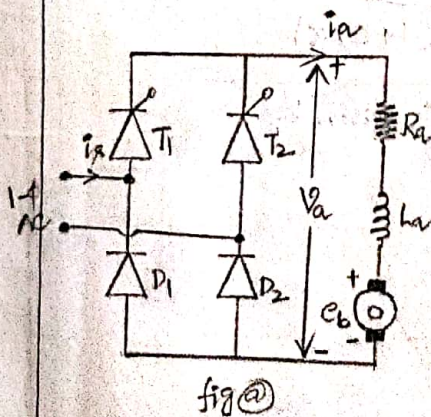 ia
+
T1
T2
Ra
is
1-ϕ
AC
Va
La
D1
D2
+
eb
-
-
fig ⓐ